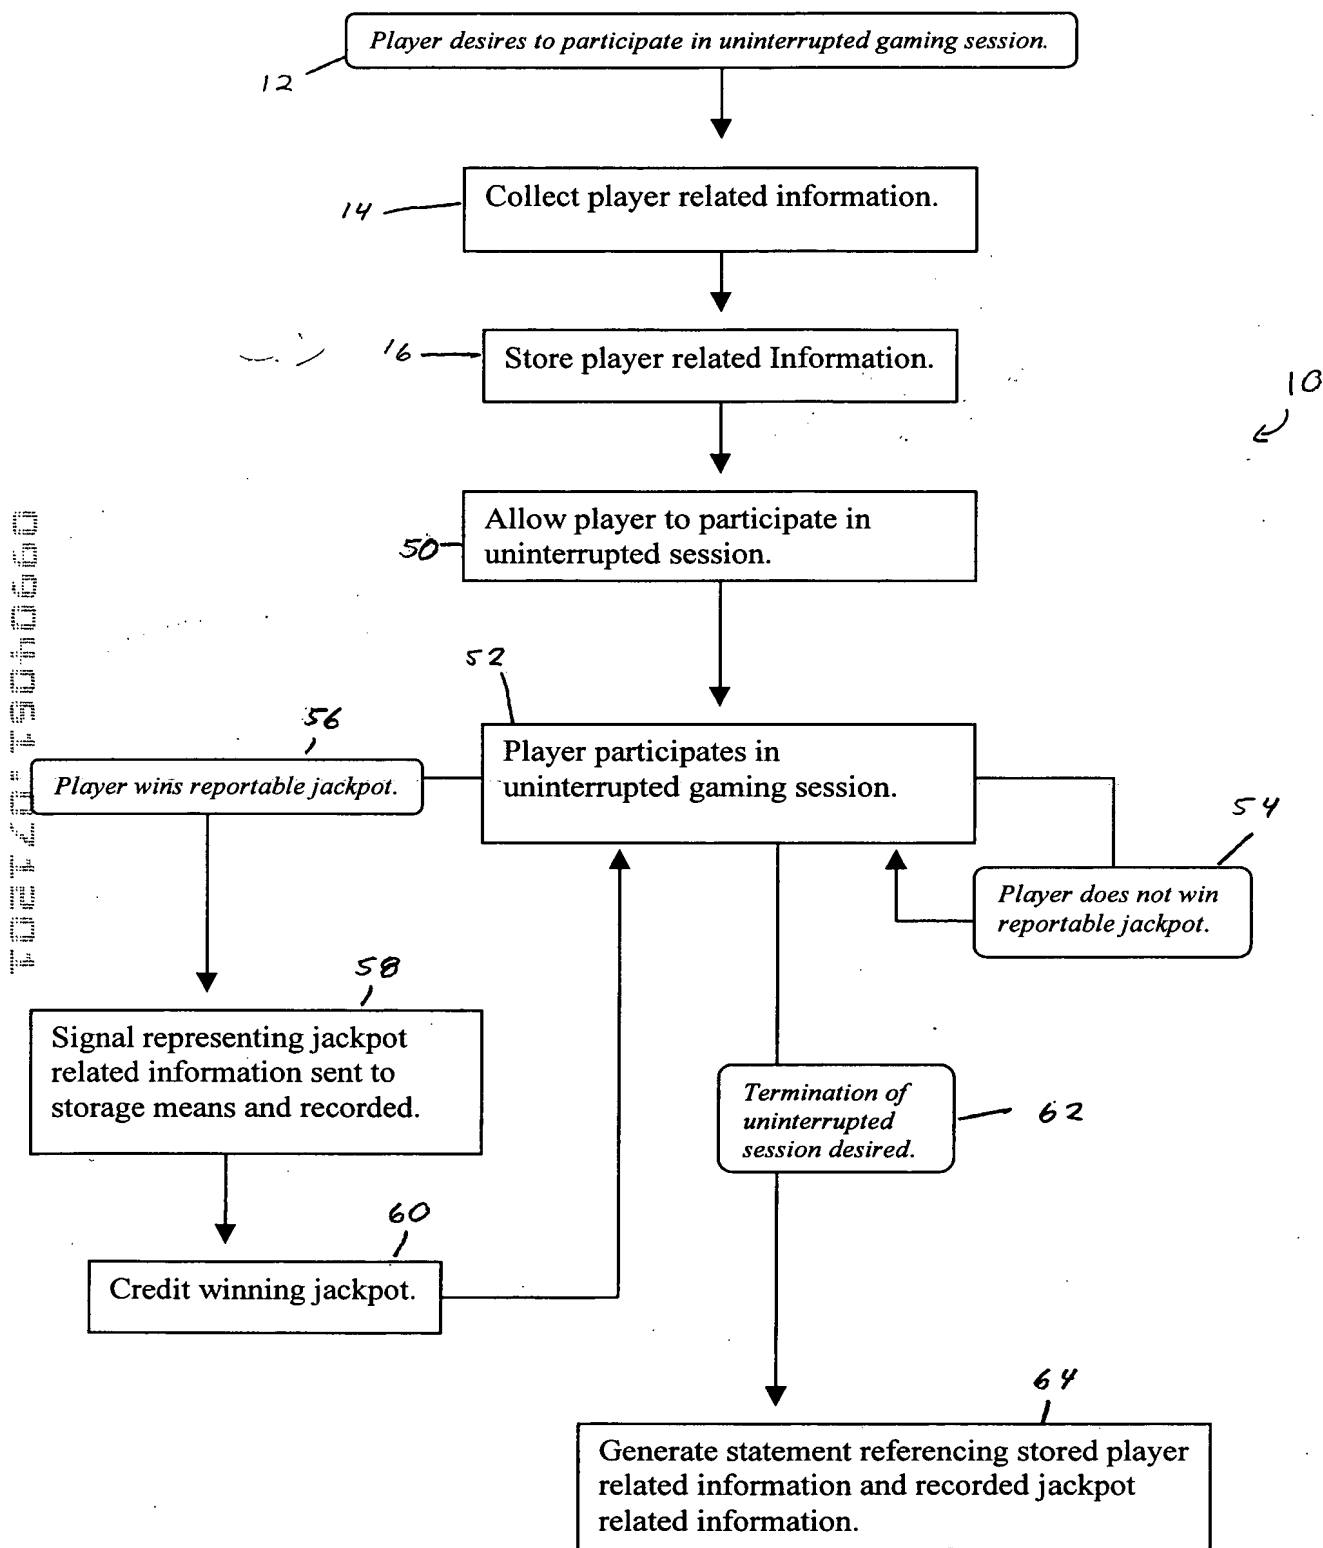 Player desires to participate in uninterrupted gaming session.
12
Collect player related information.
14
16
Store player related Information.
10
Allow player to participate in
uninterrupted session.
50
52
56
Player participates in
uninterrupted gaming session.
Player wins reportable jackpot.
54
Player does not win
reportable jackpot.
58
Signal representing jackpot
related information sent to
storage means and recorded.
Termination of
uninterrupted
session desired.
62
60
Credit winning jackpot.
64
Generate statement referencing stored player
related information and recorded jackpot
related information.
09904051.071201